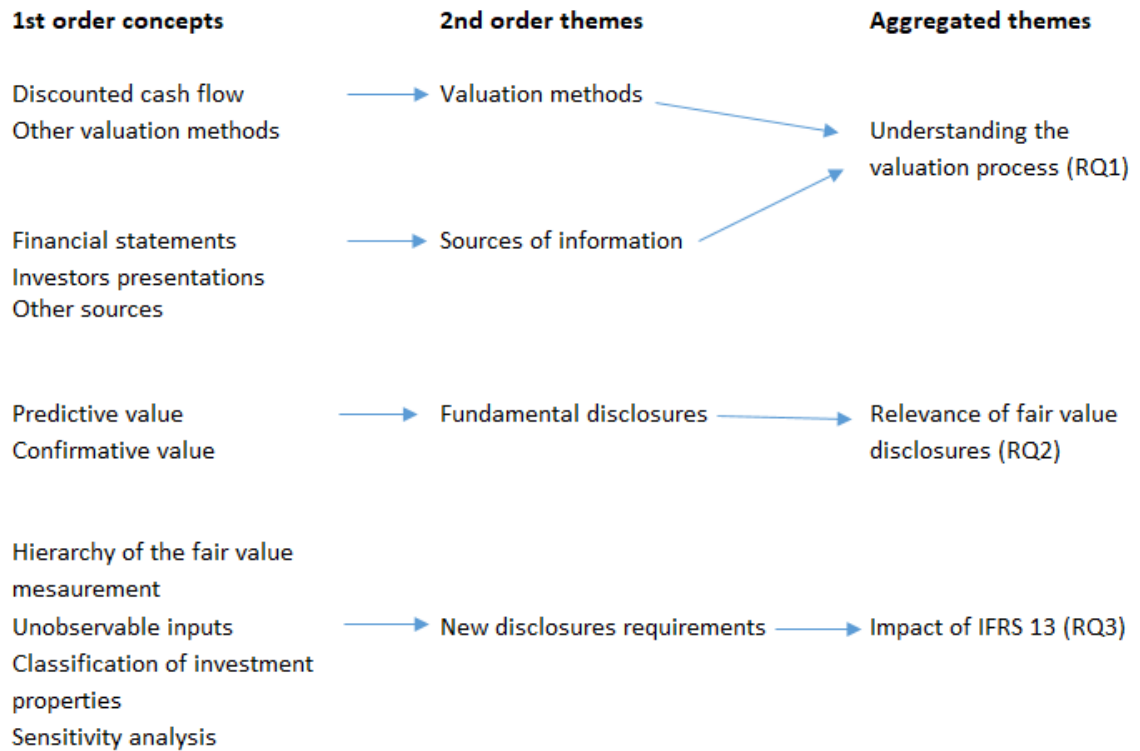 1st order concepts 2nd order themes Aggregated themes
Discounted cash flow Valuation methods
Other valuation methods Understanding the
valuation process (RQ1)
Financial statements Sources of information
Investors presentations
Other sources
Predictive value Fundamental disclosures Relevance of fair value
Confirmative value disclosures (RQ2)
Hierarchy of the fair value
mesaurement
Unobservable inputs New disclosures requirements Impact of IFRS 13 (RQ3)
Classification of investment
properties
Sensitivity analysis